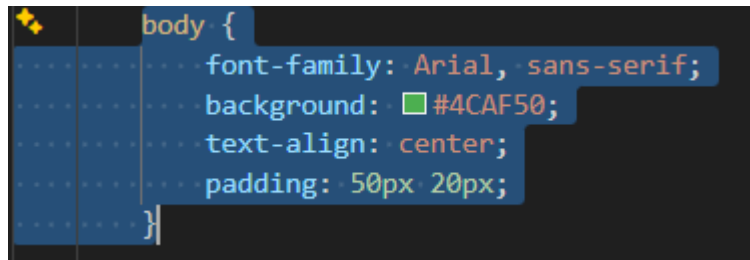 body {
font-family: Arial, sans-serif;
background: #4CAF50;
text-align: center;
padding: 50px 20px;
}